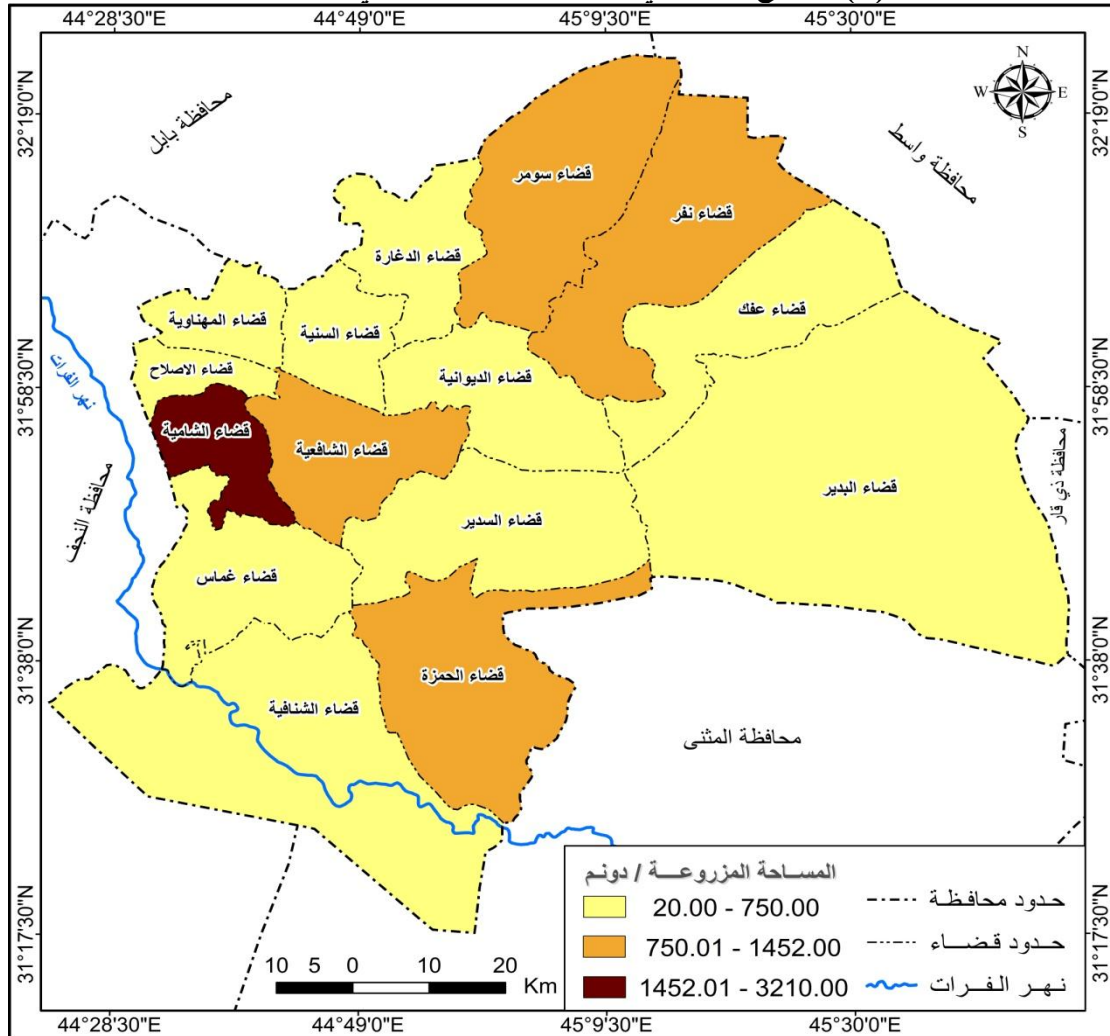 44°28'30"E 44°49'0"E 45°9'30"E 45°30'0"E
32°19'0"N 32°19'0"N
N
W E
S
محافظة بابل
محافظة واسط
قضاء سومر
قضاء نفر
قضاء الدغارة
قضاء عفك
قضاء المهناوية
قضاء السنية
قضاء الاصلاح
قضاء الديوانية
31°58'30"N 31°58'30"N
نهر الفرات
قضاء الشامية
قضاء الشافعية
قضاء البدير
محافظة ذي قار
محافظة النجف
قضاء السدير
قضاء غماس
31°38'0"N 31°38'0"N
قضاء الحمزة
قضاء الشنافية
محافظة المثنى
المساحة المزروعة / دونم
20.00 - 750.00
750.01 - 1452.00
1452.01 - 3210.00
حدود محافظة
حدود قضاء
نهر الفرات
10 5 0 10 20 Km
31°17'30"N 31°17'30"N
44°28'30"E 44°49'0"E 45°9'30"E 45°30'0"E